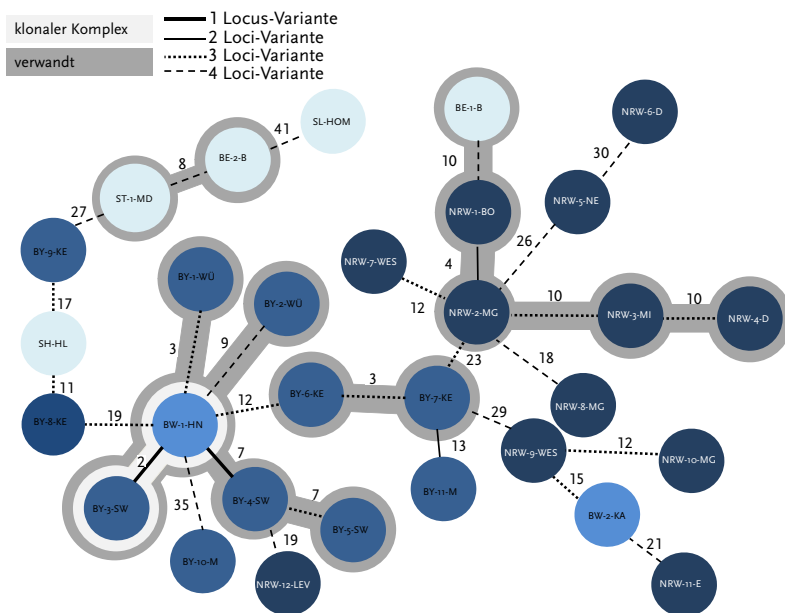 klonaler Komplex
verwandt
1 Locus-Variante
2 Loci-Variante
3 Loci-Variante
4 Loci-Variante
SL-HOM
41
BE-2-B
8
ST-1-MD
27
BY-9-KE
17
SH-HL
11
BY-8-KE
19
BY-1-WÜ
3
BY-2-WÜ
9
BW-1-HN
12
BY-6-KE
3
BY-7-KE
23
2
BY-3-SW
7
BY-4-SW
7
BY-5-SW
35
BY-10-M
19
NRW-12-LEV
13
BY-11-M
BE-1-B
10
NRW-1-BO
4
NRW-2-MG
NRW-7-WES
12
26
NRW-5-NE
30
NRW-6-D
10
NRW-3-MI
10
NRW-4-D
18
NRW-8-MG
29
NRW-9-WES
12
NRW-10-MG
15
BW-2-KA
21
NRW-11-E